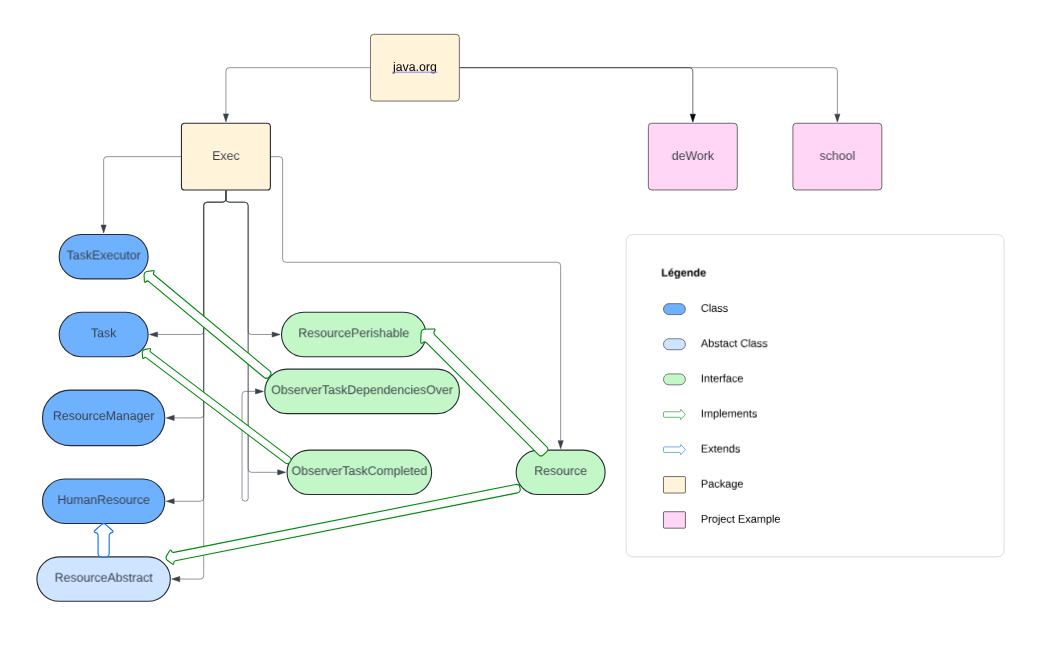 java.org
Exec
deWork
school
TaskExecutor
Task
ResourcePerishable
ObserverTaskDependenciesOver
ResourceManager
ObserverTaskCompleted
Resource
HumanResource
ResourceAbstract
Légende
Class
Abstact Class
Interface
Implements
Extends
Package
Project Example